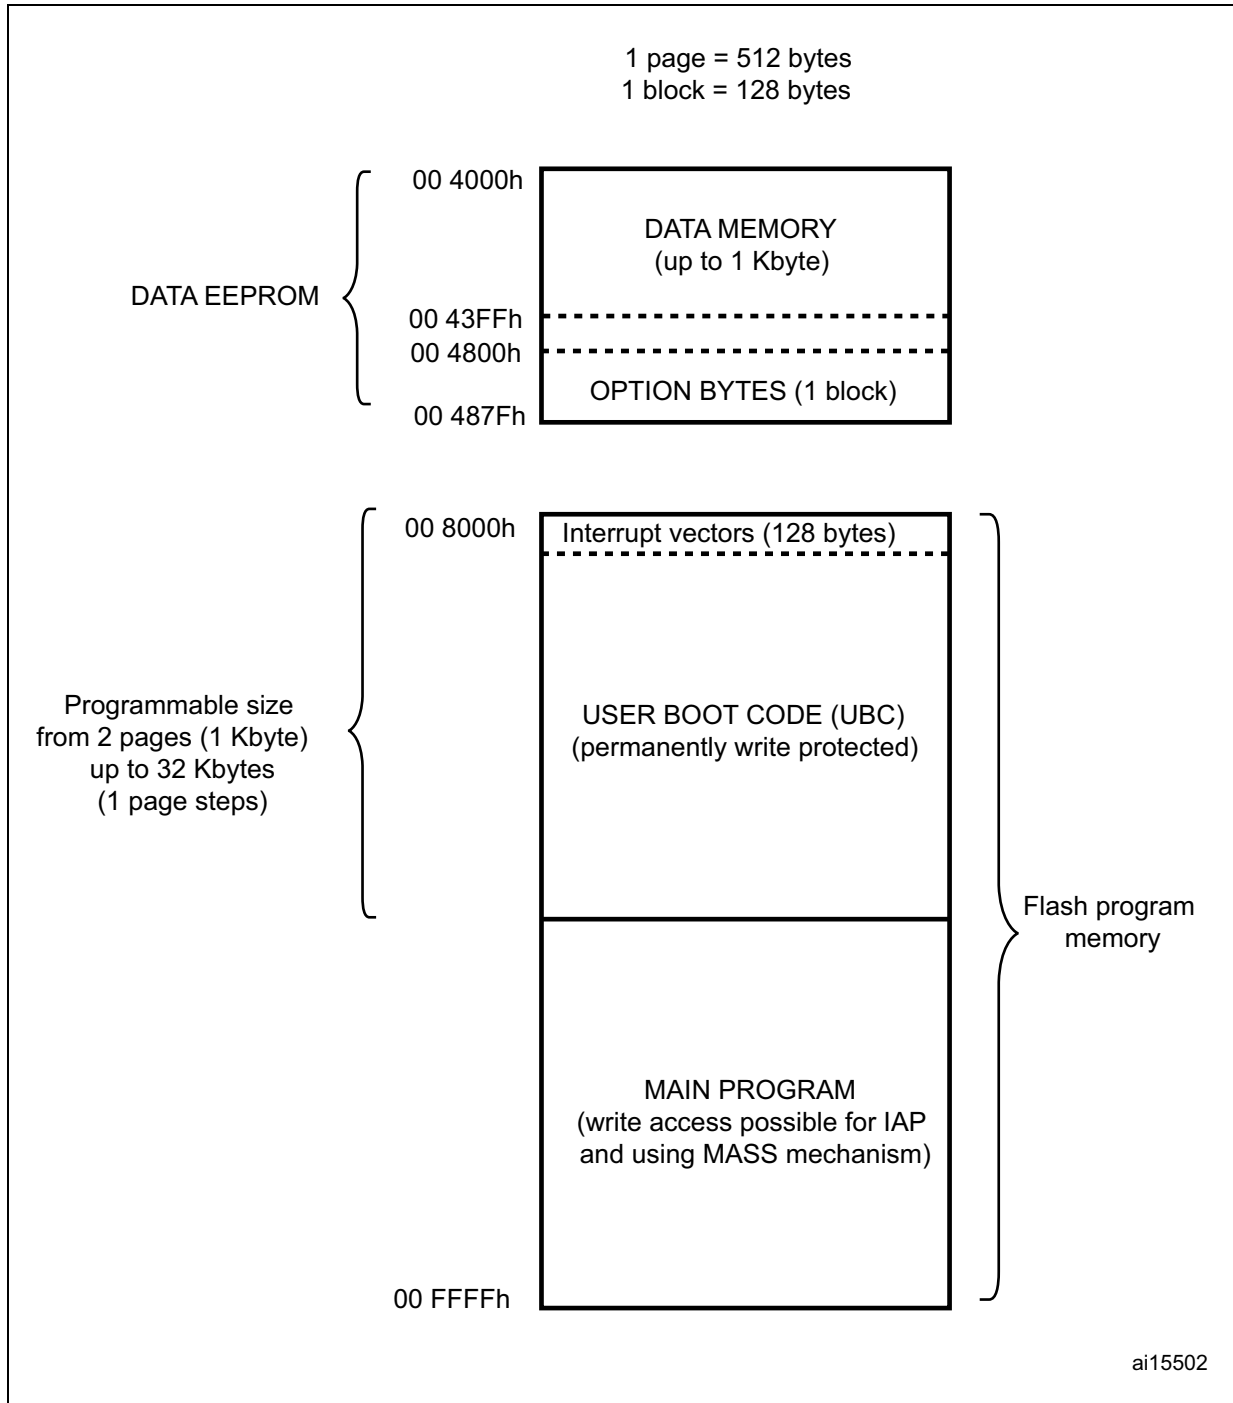 1 page = 512 bytes
1 block = 128 bytes
00 4000h
DATA MEMORY
(up to 1 Kbyte)
DATA EEPROM
00 43FFh
00 4800h
OPTION BYTES (1 block)
00 487Fh
00 8000h
Interrupt vectors (128 bytes)
Programmable size
from 2 pages (1 Kbyte)
up to 32 Kbytes
(1 page steps)
USER BOOT CODE (UBC)
(permanently write protected)
Flash program
memory
MAIN PROGRAM
(write access possible for IAP
and using MASS mechanism)
00 FFFFh
ai15502